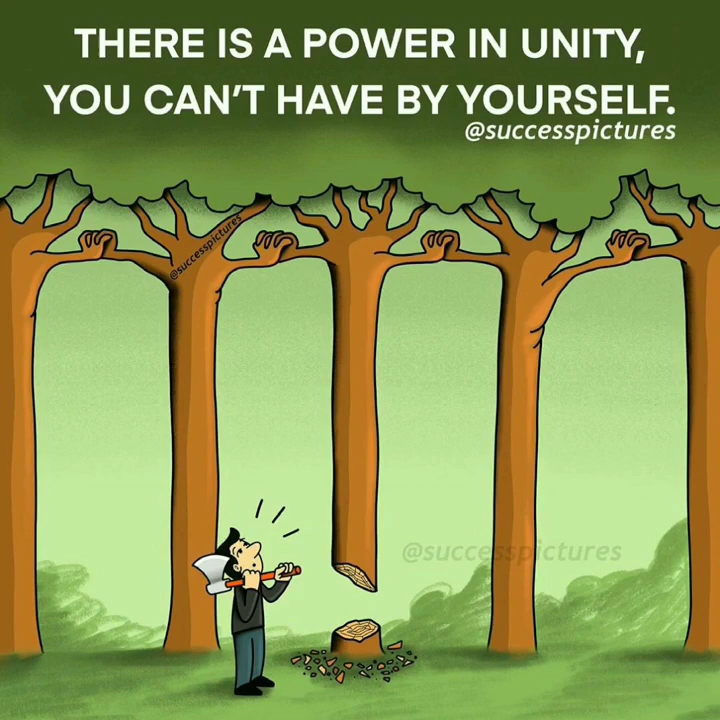 THERE IS A POWER IN UNITY,
YOU CAN'T HAVE BY YOURSELF.
@successpictures
@successpictures
@successpictures